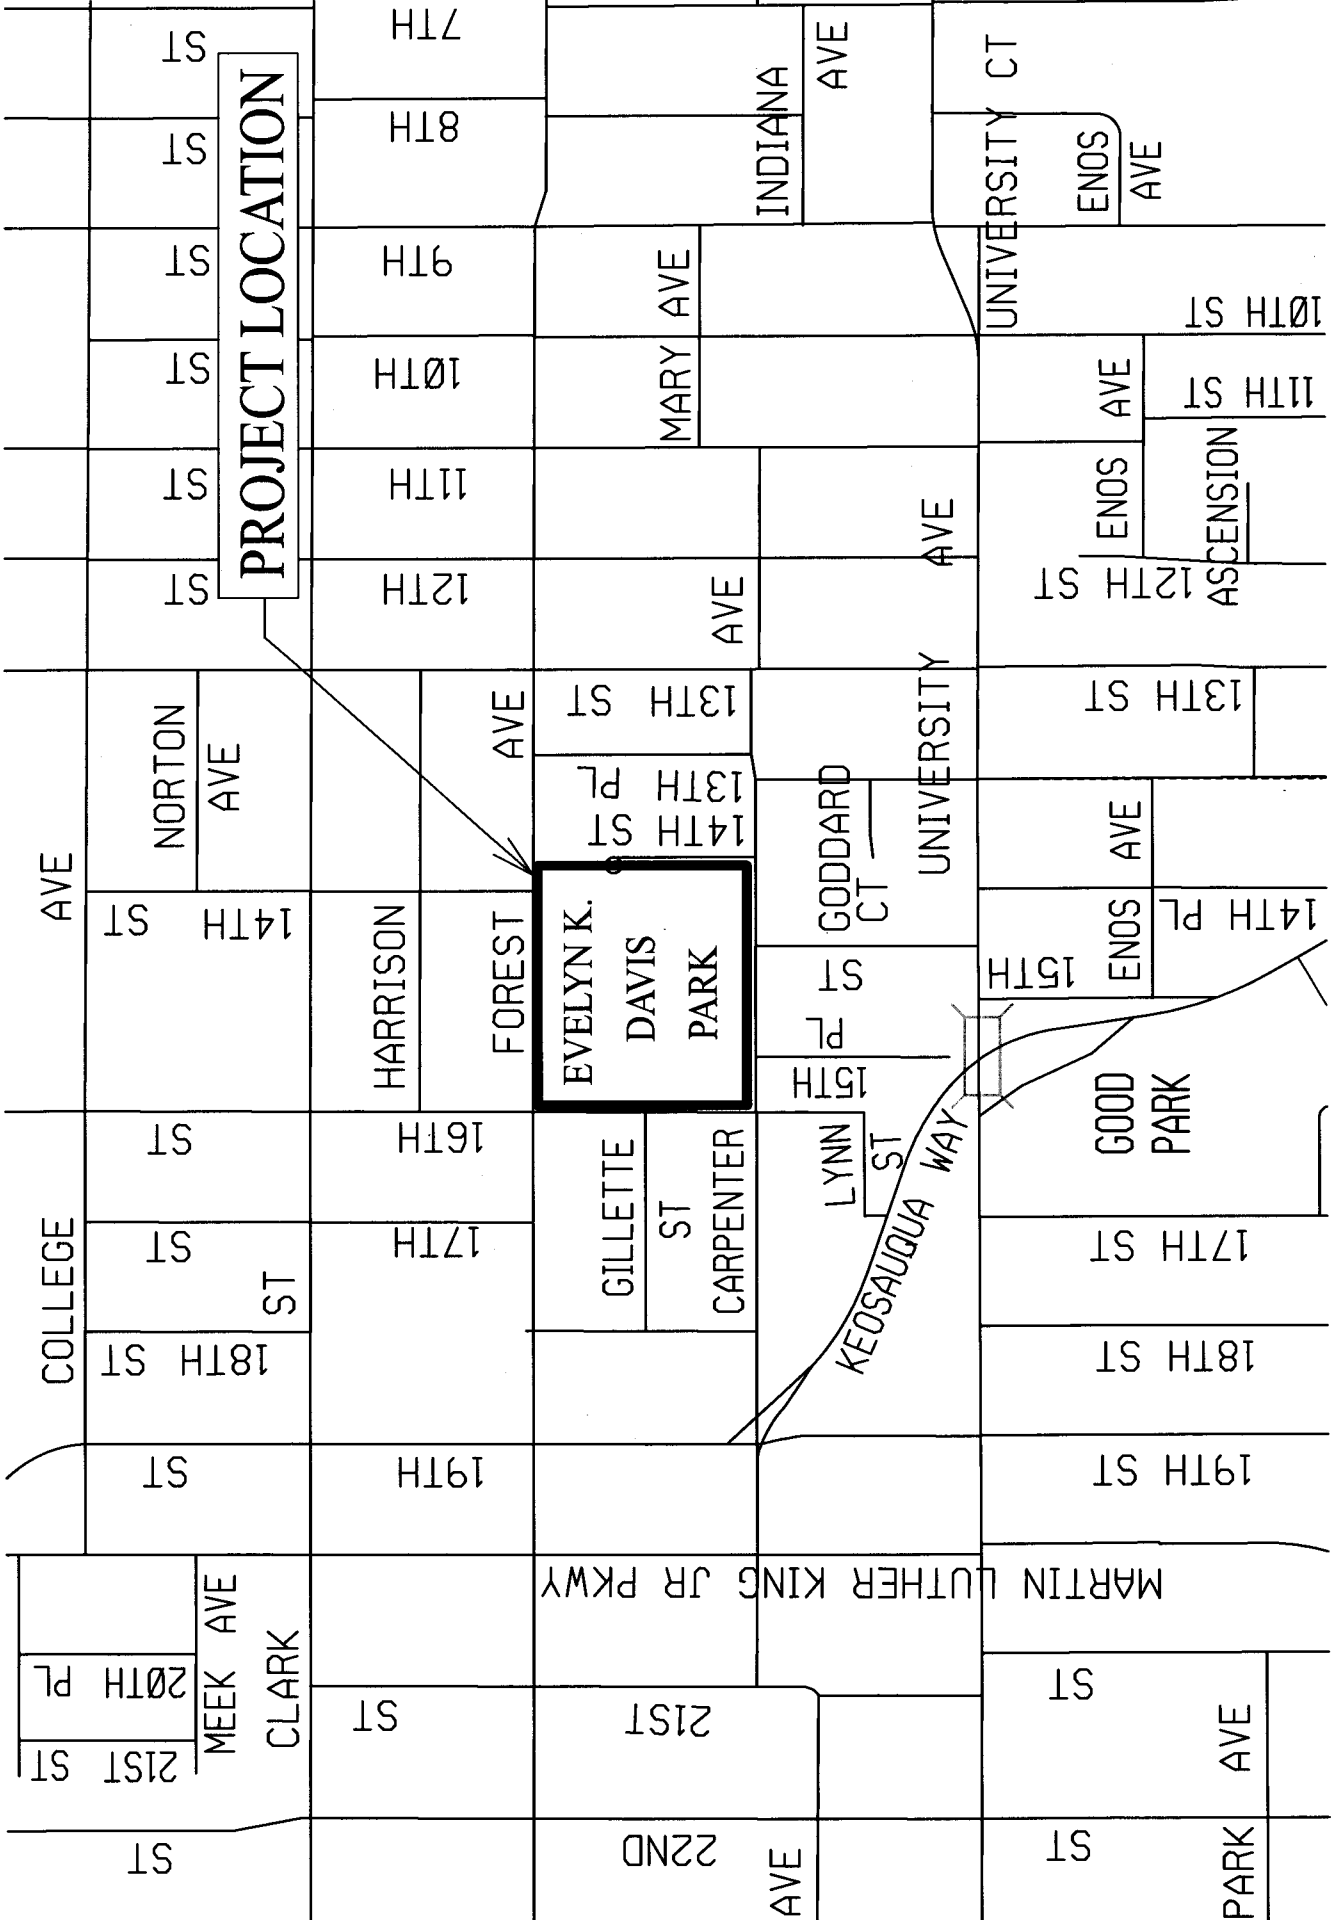 PROJECT LOCATION
EVELYN K.
DAVIS
PARK
COLLEGE AVE
NORTON
AVE
MEEK AVE
CLARK ST
HARRISON
FOREST AVE
GILLETTE
ST
CARPENTER AVE
MARY AVE
INDIANA
AVE
GODDARD
CT
LYNN
ST
KEOSAUQUA WAY
UNIVERSITY AVE
UNIVERSITY CT
ENOS
AVE
ENOS AVE
ENOS AVE
ASCENSION
GOOD
PARK
PARK AVE
AVE
22ND
ST
ST
21ST
ST
ST
21ST ST
20TH PL
MARTIN LUTHER KING JR PKWY
19TH
ST
19TH ST
18TH ST
18TH ST
17TH
ST
17TH ST
16TH
ST
15TH
PL
15TH
ST
14TH ST
14TH ST
14TH PL
13TH PL
13TH ST
13TH ST
12TH
ST
12TH ST
11TH
ST
11TH ST
10TH
ST
10TH ST
9TH
ST
8TH
ST
7TH
ST